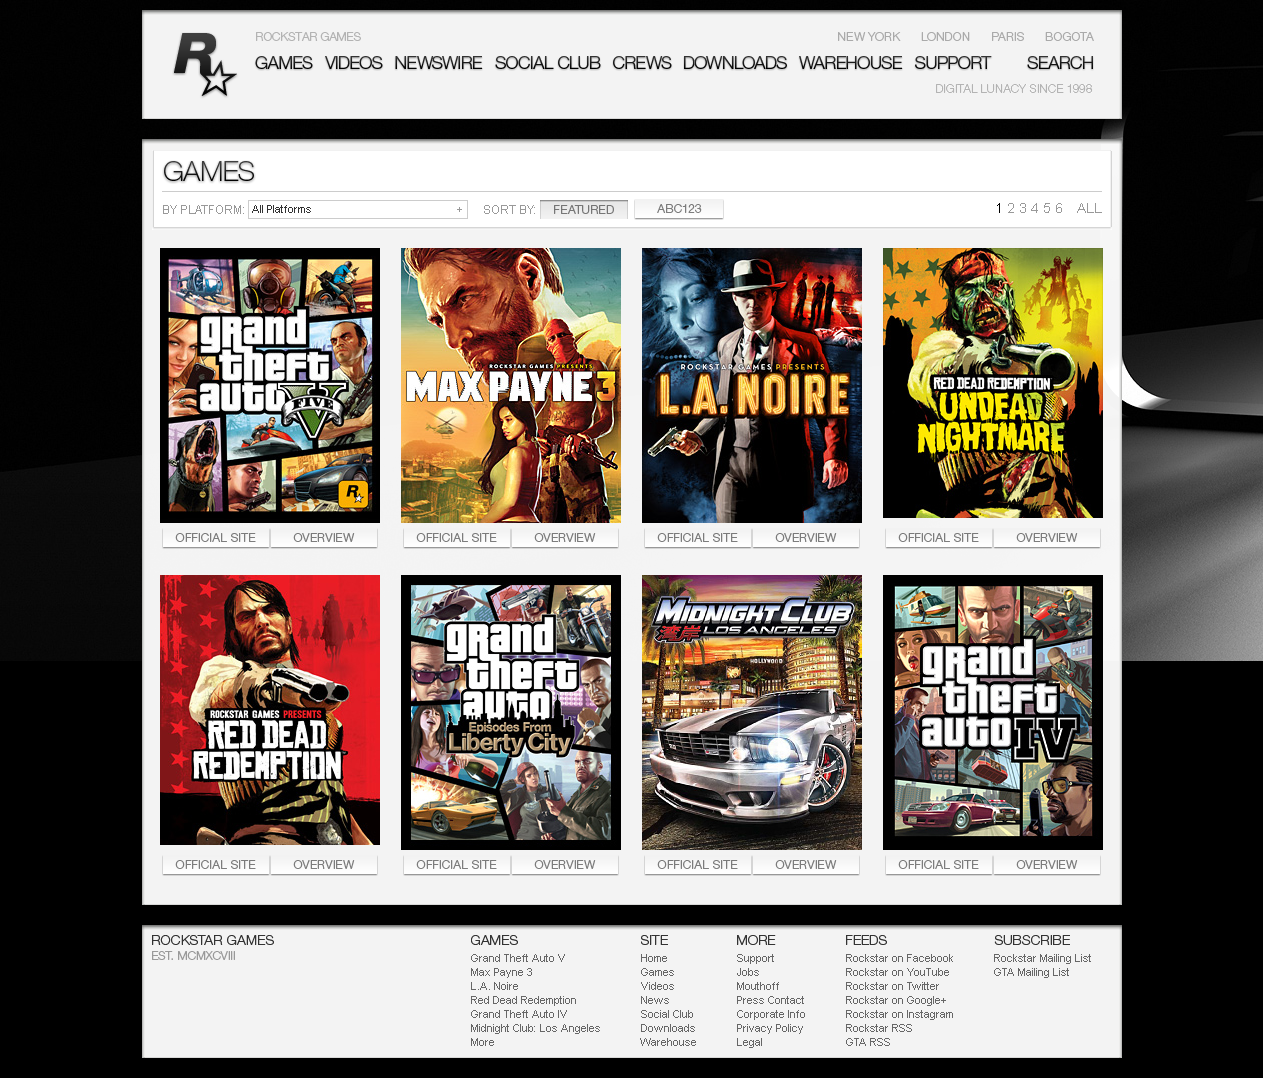 ROCKSTAR GAMES
NEW YORK LONDON PARIS BOGOTA
GAMES VIDEOS NEWSWIRE SOCIAL CLUB CREWS DOWNLOADS WAREHOUSE SUPPORT SEARCH
DIGITAL LUNACY SINCE 1998
GAMES
BY PLATFORM: All Platforms + SORT BY: FEATURED ABC123 1 2 3 4 5 6 ALL
grand
theft
auto V
FIVE
R
ROCKSTAR GAMES PRESENTS
MAX PAYNE 3
ROCKSTAR GAMES PRESENTS
L.A. NOIRE
RED DEAD REDEMPTION
UNDEAD
NIGHTMARE
OFFICIAL SITE OVERVIEW OFFICIAL SITE OVERVIEW OFFICIAL SITE OVERVIEW OFFICIAL SITE OVERVIEW
ROCKSTAR GAMES PRESENTS
RED DEAD
REDEMPTION
grand
theft
auto
Episodes From
Liberty City
MIDNIGHT CLUB
湾岸 LOS ANGELES
HOLLYWOOD
grand
theft
auto IV
OFFICIAL SITE OVERVIEW OFFICIAL SITE OVERVIEW OFFICIAL SITE OVERVIEW OFFICIAL SITE OVERVIEW
ROCKSTAR GAMES
EST. MCMXCVIII
GAMES
Grand Theft Auto V
Max Payne 3
L.A. Noire
Red Dead Redemption
Grand Theft Auto IV
Midnight Club: Los Angeles
More
SITE
Home
Games
Videos
News
Social Club
Downloads
Warehouse
MORE
Support
Jobs
Mouthoff
Press Contact
Corporate Info
Privacy Policy
Legal
FEEDS
Rockstar on Facebook
Rockstar on YouTube
Rockstar on Twitter
Rockstar on Google+
Rockstar on Instagram
Rockstar RSS
GTA RSS
SUBSCRIBE
Rockstar Mailing List
GTA Mailing List